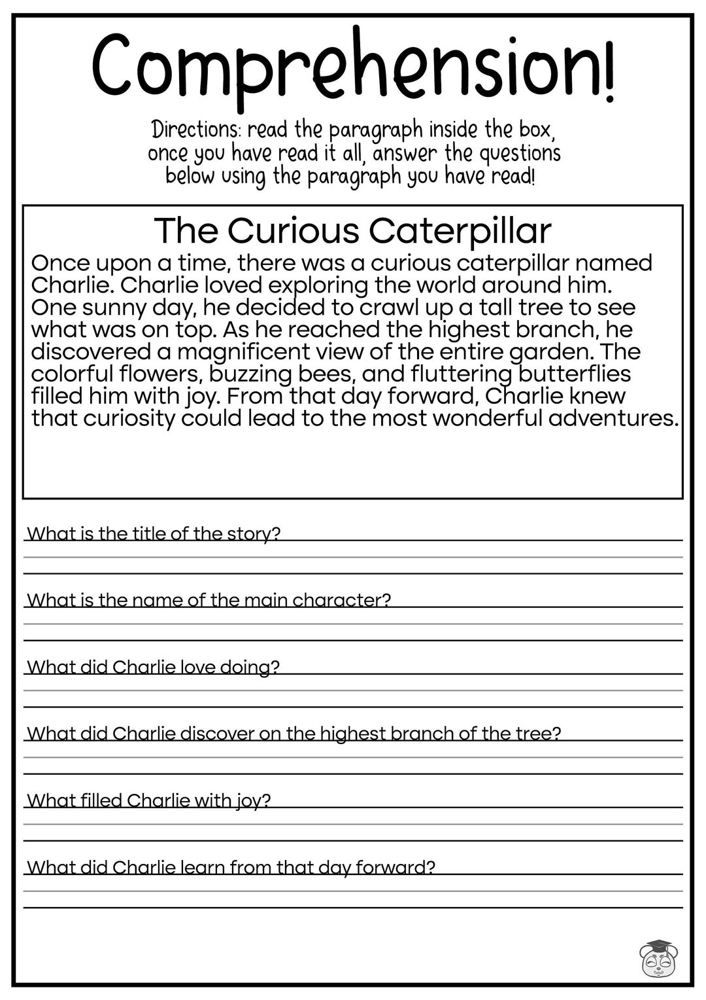 Comprehension!
Directions: read the paragraph inside the box,
once you have read it all, answer the questions
below using the paragraph you have read!
The Curious Caterpillar
Once upon a time, there was a curious caterpillar named
Charlie. Charlie loved exploring the world around him.
One sunny day, he decided to crawl up a tall tree to see
what was on top. As he reached the highest branch, he
discovered a magnificent view of the entire garden. The
colorful flowers, buzzing bees, and fluttering butterflies
filled him with joy. From that day forward, Charlie knew
that curiosity could lead to the most wonderful adventures.
What is the title of the story?
What is the name of the main character?
What did Charlie love doing?
What did Charlie discover on the highest branch of the tree?
What filled Charlie with joy?
What did Charlie learn from that day forward?